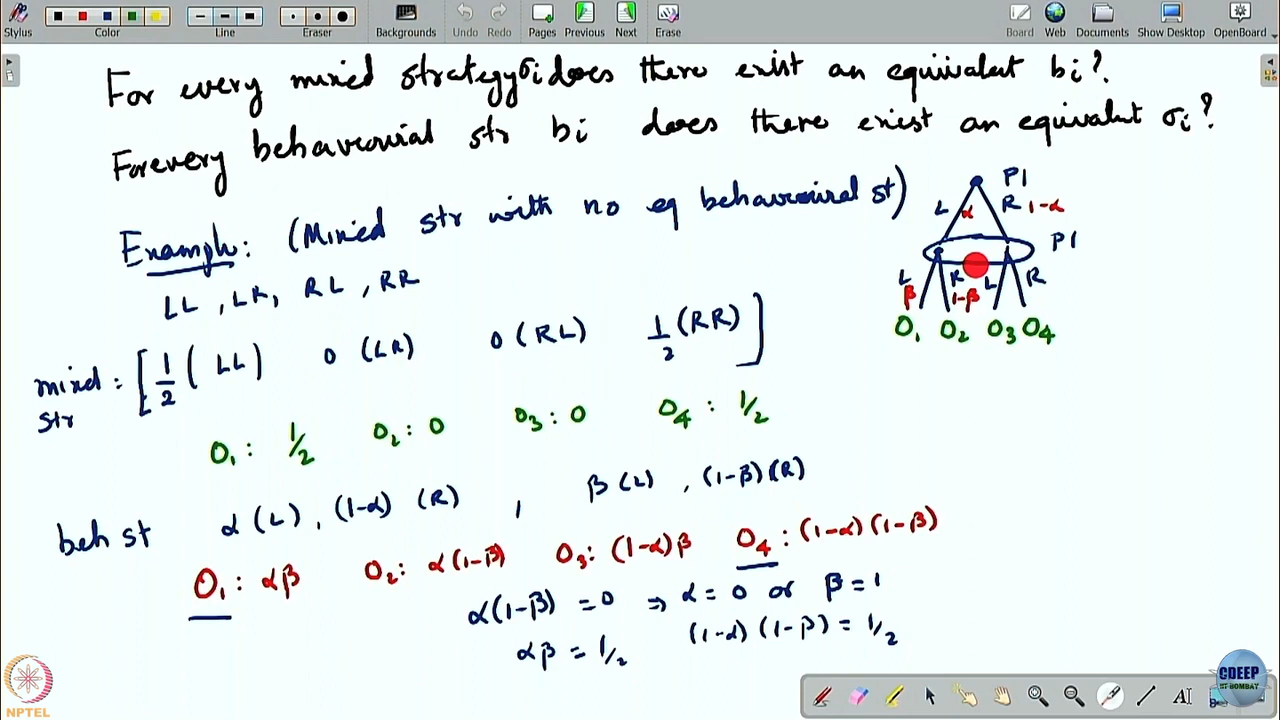 Stylus
Color
Line
Eraser
Backgrounds
Undo
Redo
Pages
Previous
Next
Erase
Board
Web
Documents
Show Desktop
OpenBoard
For every mixed strategy σi does there exist an equivalent bi?.
For every behavourial str bi does there exist an equivalent σi?
Example: (Mixed str with no eq behavioural st)
LL, LR, RL, RR
mixed str = [ 1/2 (LL) 0 (LR) 0 (RL) 1/2 (RR) ]
O1 : 1/2 O2 : 0 O3 : 0 O4 : 1/2
beh st α (L), (1-α) (R) , β (L), (1-β)(R)
O1 : αβ O2 : α(1-β) O3 : (1-α)β O4 : (1-α)(1-β)
α(1-β) = 0 ⇒ α = 0 or β = 1
αβ = 1/2 (1-α)(1-β) = 1/2
P1
L α R 1-α
P1
L R L R
β 1-β
O1 O2 O3 O4
NPTEL
CDEEP
IIT BOMBAY